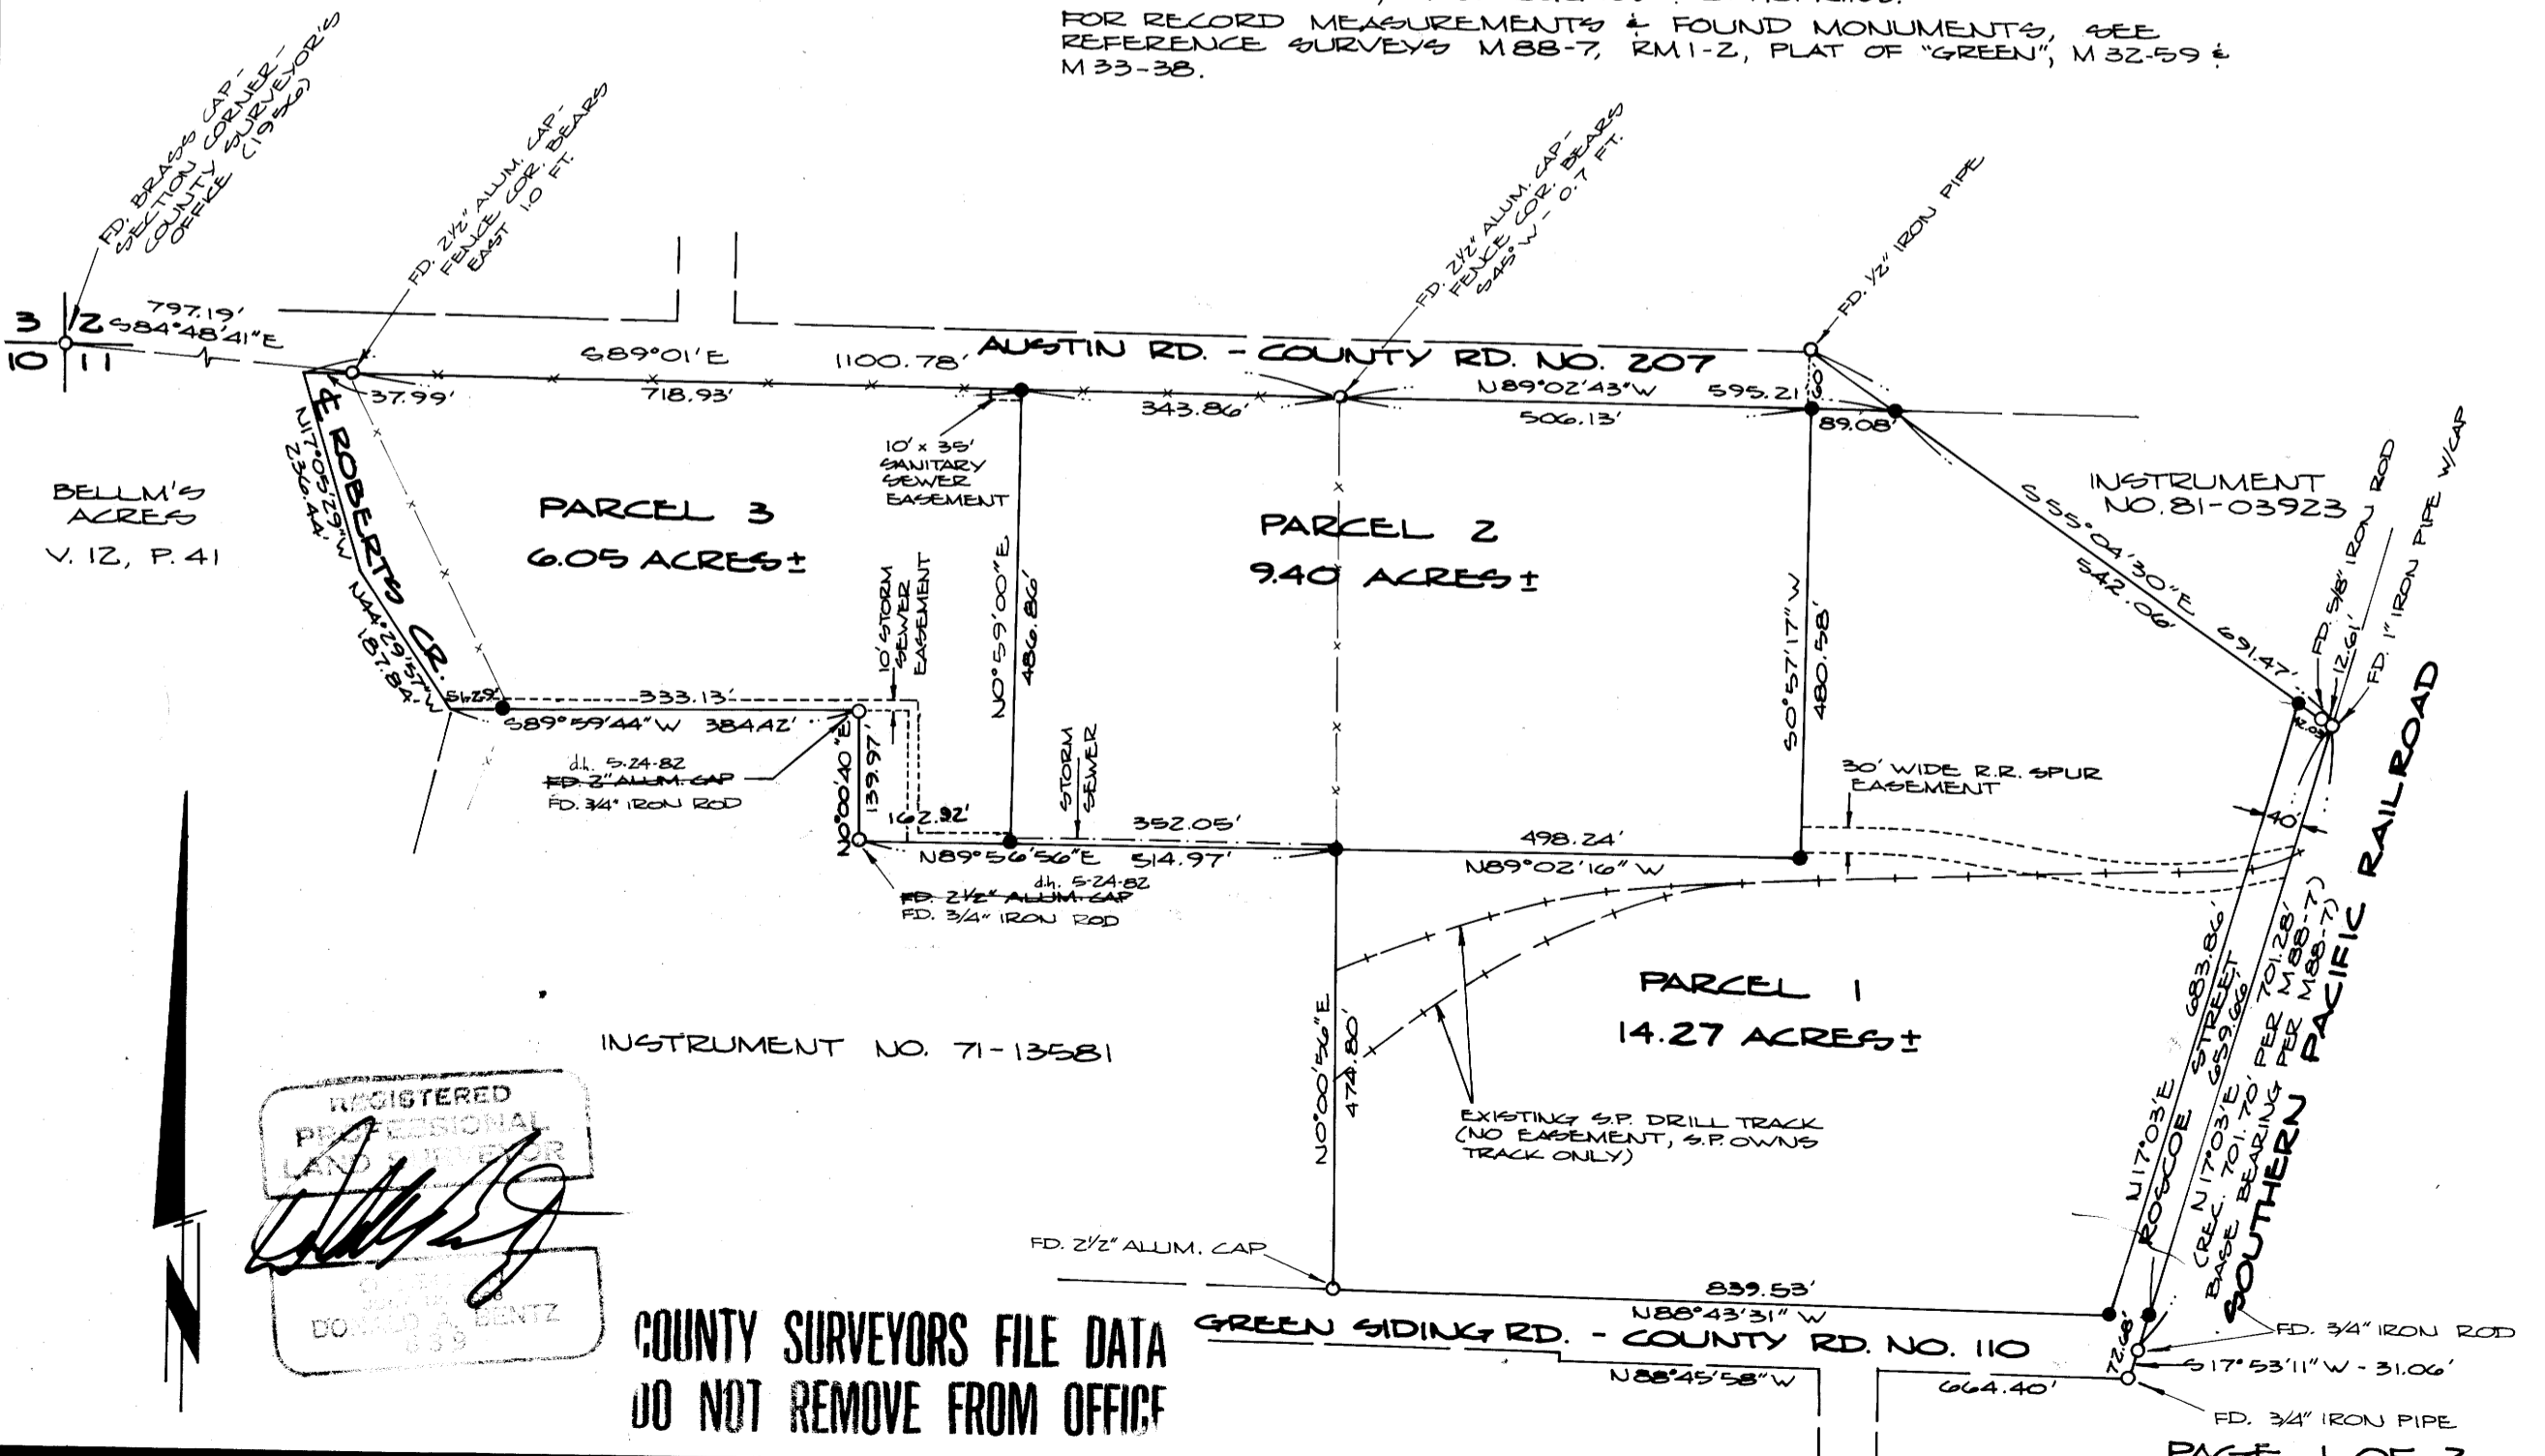 FOR RECORD MEASUREMENTS & FOUND MONUMENTS, SEE
REFERENCE SURVEYS M88-7, RM1-2, PLAT OF "GREEN", M32-59 &
M33-38.
FD. BRASS CAP-
SECTION CORNER-
COUNTY SURVEYOR'S
OFFICE (1956)
FD. 2½" ALUM. CAP-
FENCE COR. BEARS
EAST 1.0 FT.
FD. 2½" ALUM. CAP-
FENCE COR. BEARS
S45°W - 0.7 FT.
FD. ½" IRON PIPE
3 2
10 11
797.19'
S84°48'41"E
S89°01'E 1100.78'
AUSTIN RD. - COUNTY RD. NO. 207
37.99'
718.93'
343.86'
N89°02'43"W 595.21'
506.13'
60'
89.08'
BELLM'S
ACRES
V. 12, P. 41
℄ ROBERTS CR.
N17°05'29"W
236.44'
N44°29'57"W
187.84'
PARCEL 3
6.05 ACRES±
10' x 35'
SANITARY
SEWER
EASEMENT
PARCEL 2
9.40 ACRES±
INSTRUMENT
NO. 81-03923
S55°04'30"E
542.06'
691.47'
FD. 5/8" IRON ROD
12.61'
FD. 1" IRON PIPE W/CAP
10' STORM
SEWER
EASEMENT
N0°59'00"E
486.86'
S0°57'17"W
480.58'
51.29'
333.13'
S89°59'44"W 384.42'
d.h. 5-24-82
FD. 2" ALUM. CAP
FD. 3/4" IRON ROD
N0°00'40"E
139.97'
162.92'
STORM
SEWER
352.05'
N89°56'56"E 514.97'
d.h. 5-24-82
FD. 2½" ALUM. CAP
FD. 3/4" IRON ROD
498.24'
N89°02'16"W
30' WIDE R.R. SPUR
EASEMENT
40'
PARCEL 1
14.27 ACRES±
N0°00'56"E
474.80'
EXISTING S.P. DRILL TRACK
(NO EASEMENT, S.P. OWNS
TRACK ONLY)
INSTRUMENT NO. 71-13581
N17°03'E 683.86'
ROSCOE STREET
N17°03'E 659.66'
(REC. 701.70' PER 701.28' M88-7)
BASE BEARING PER M88-7)
SOUTHERN PACIFIC RAILROAD
REGISTERED
PROFESSIONAL
LAND SURVEYOR
DONALD A. BENTZ
FD. 2½" ALUM. CAP
839.53'
N88°43'31"W
GREEN SIDING RD. - COUNTY RD. NO. 110
N88°45'58"W
664.40'
72.68'
FD. 3/4" IRON ROD
S17°53'11"W - 31.06'
FD. 3/4" IRON PIPE
COUNTY SURVEYORS FILE DATA
DO NOT REMOVE FROM OFFICE
N